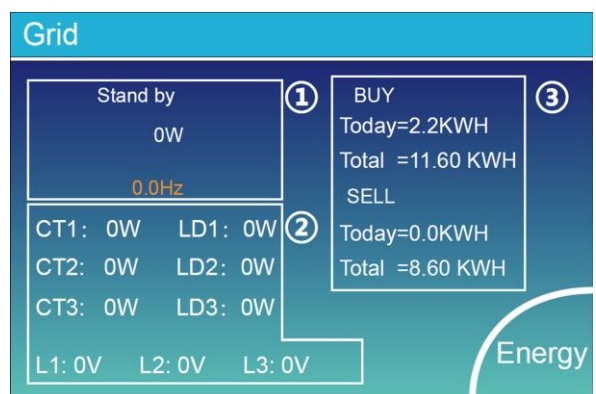 Grid
Stand by
0W
0.0Hz
①
CT1: 0W LD1: 0W
CT2: 0W LD2: 0W
CT3: 0W LD3: 0W
L1: 0V L2: 0V L3: 0V
②
BUY
Today=2.2KWH
Total =11.60 KWH
SELL
Today=0.0KWH
Total =8.60 KWH
③
Energy